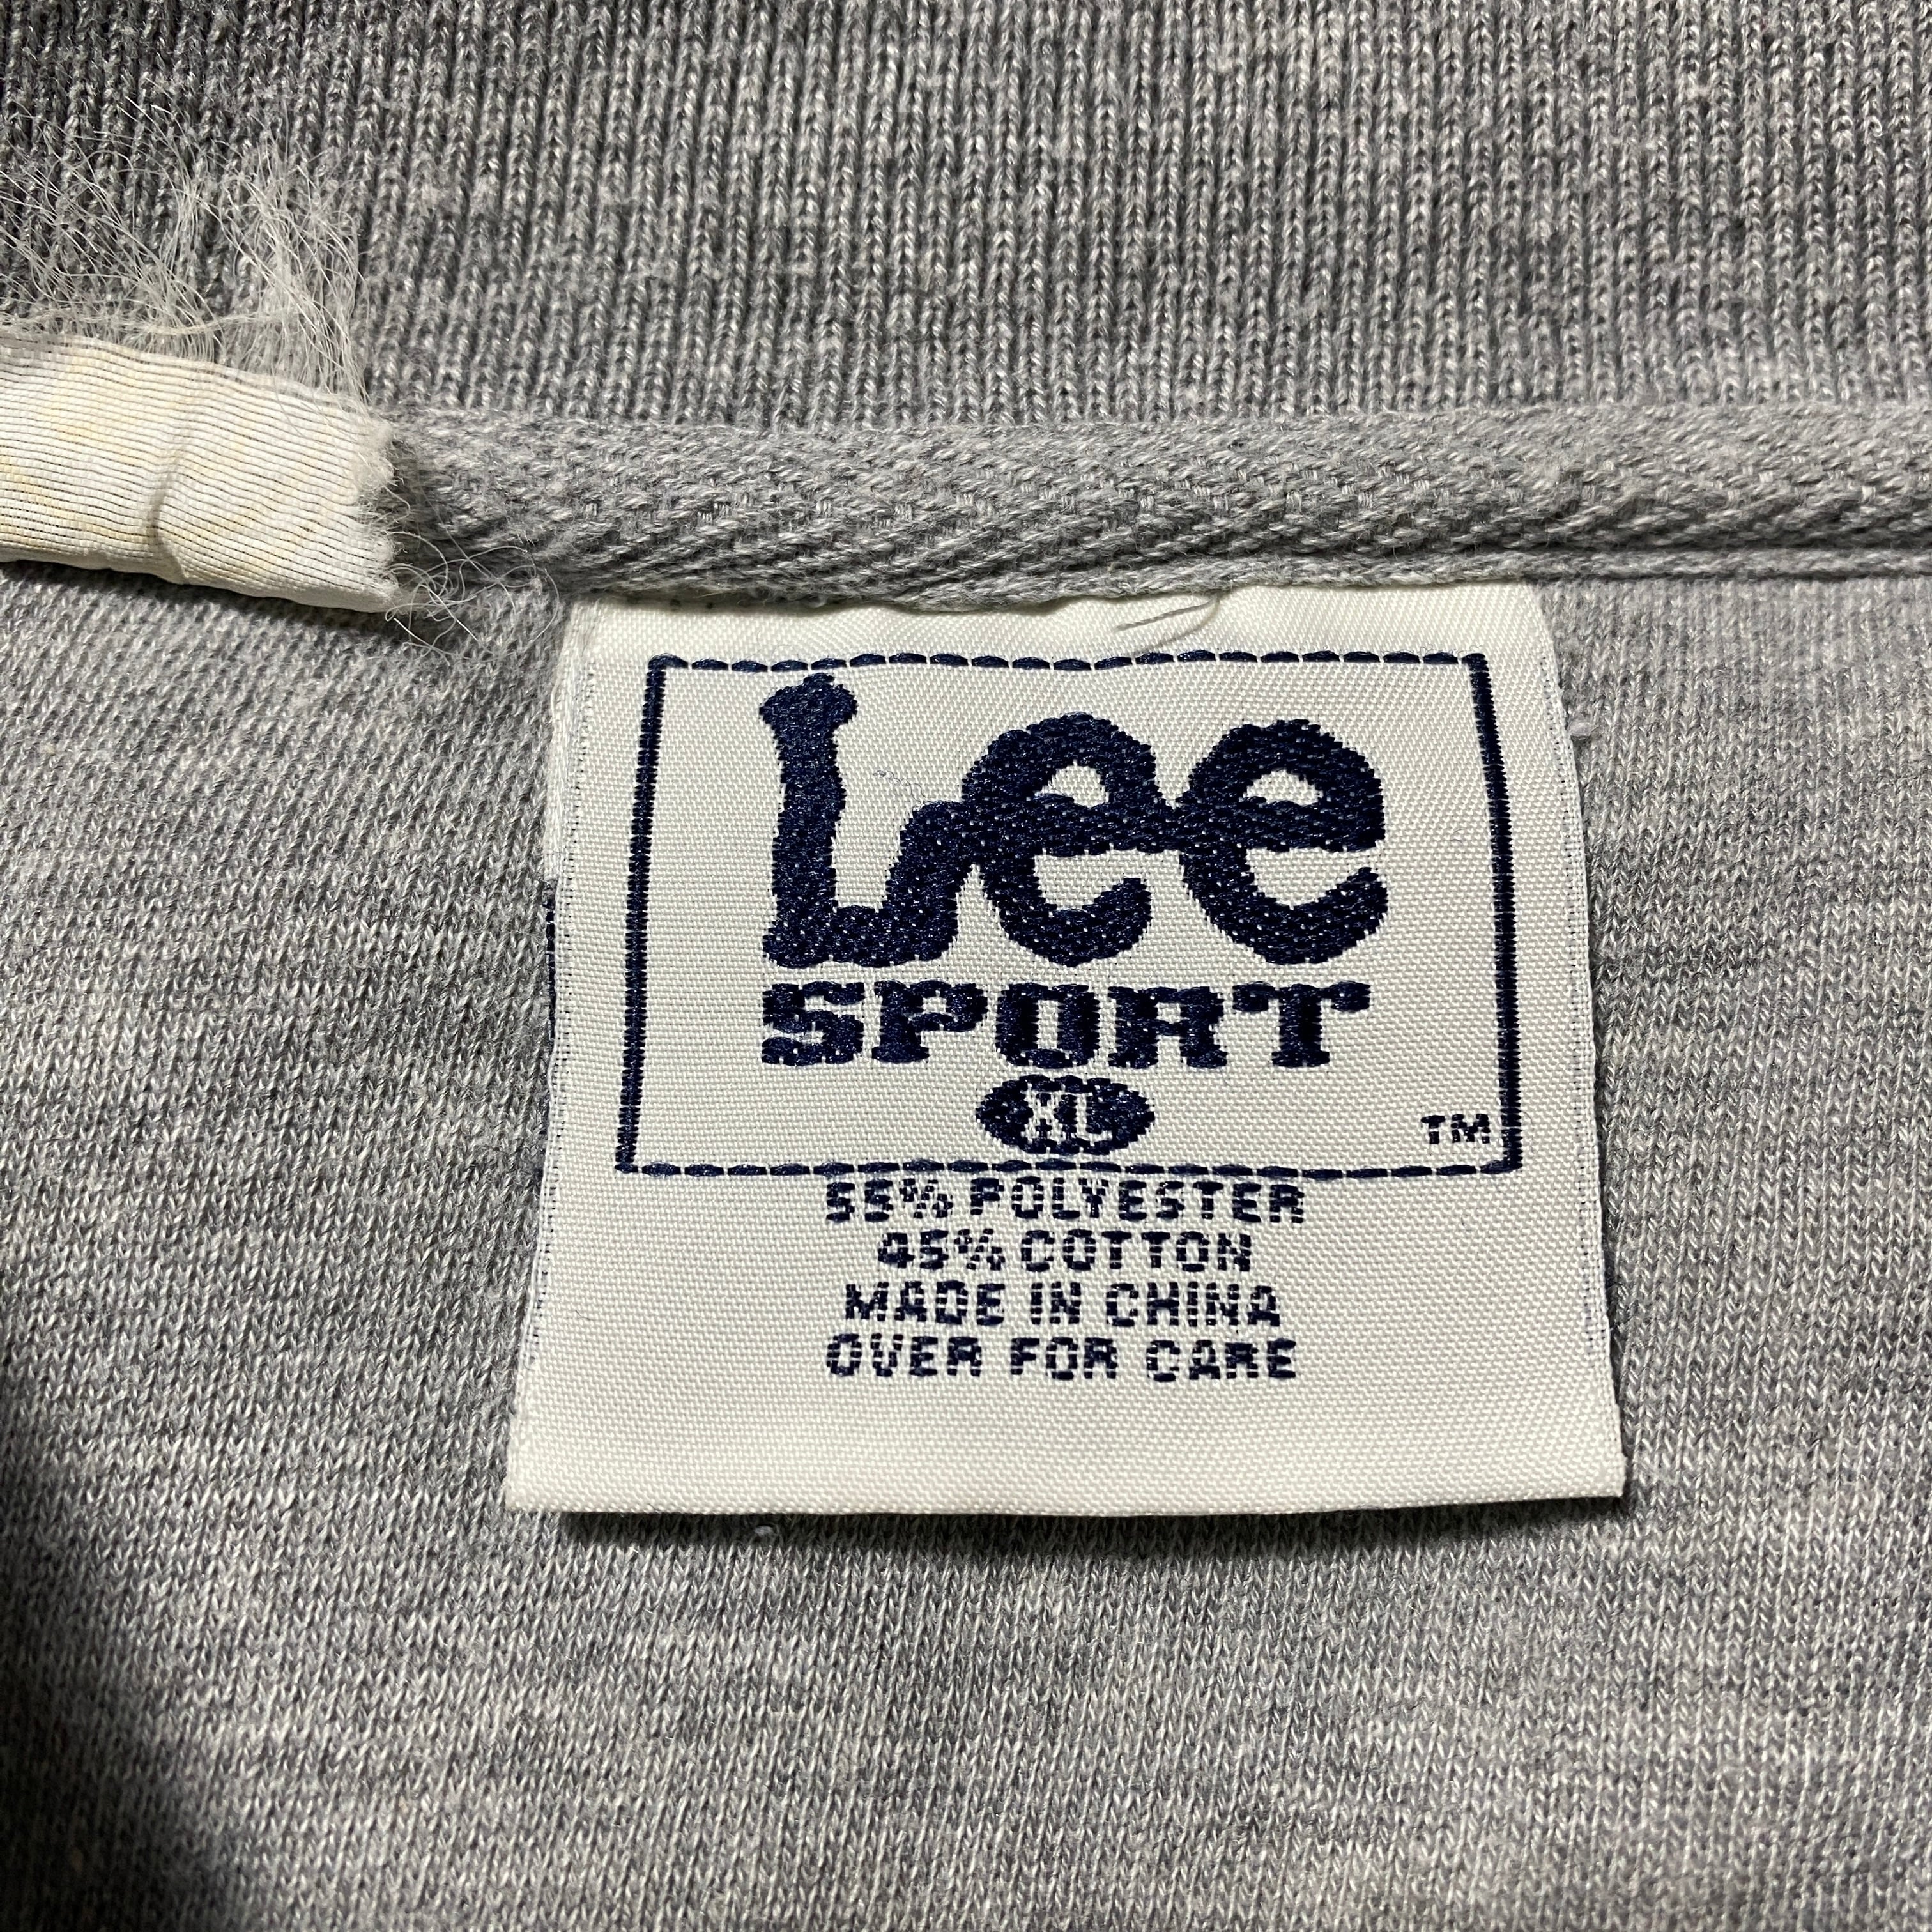 Lee
SPORT
XL
TM
55% POLYESTER
45% COTTON
MADE IN CHINA
OVER FOR CARE